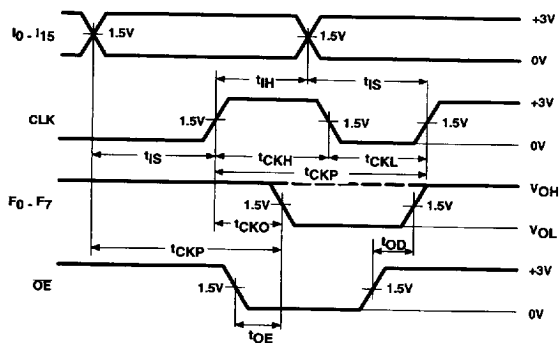 I0 - I15
1.5V
1.5V
+3V
0V
tIH
tIS
CLK
1.5V
1.5V
1.5V
+3V
0V
tIS
tCKH
tCKL
tCKP
F0 - F7
1.5V
1.5V
VOH
VOL
tCKO
tCKP
tOD
OE
1.5V
1.5V
+3V
0V
tOE